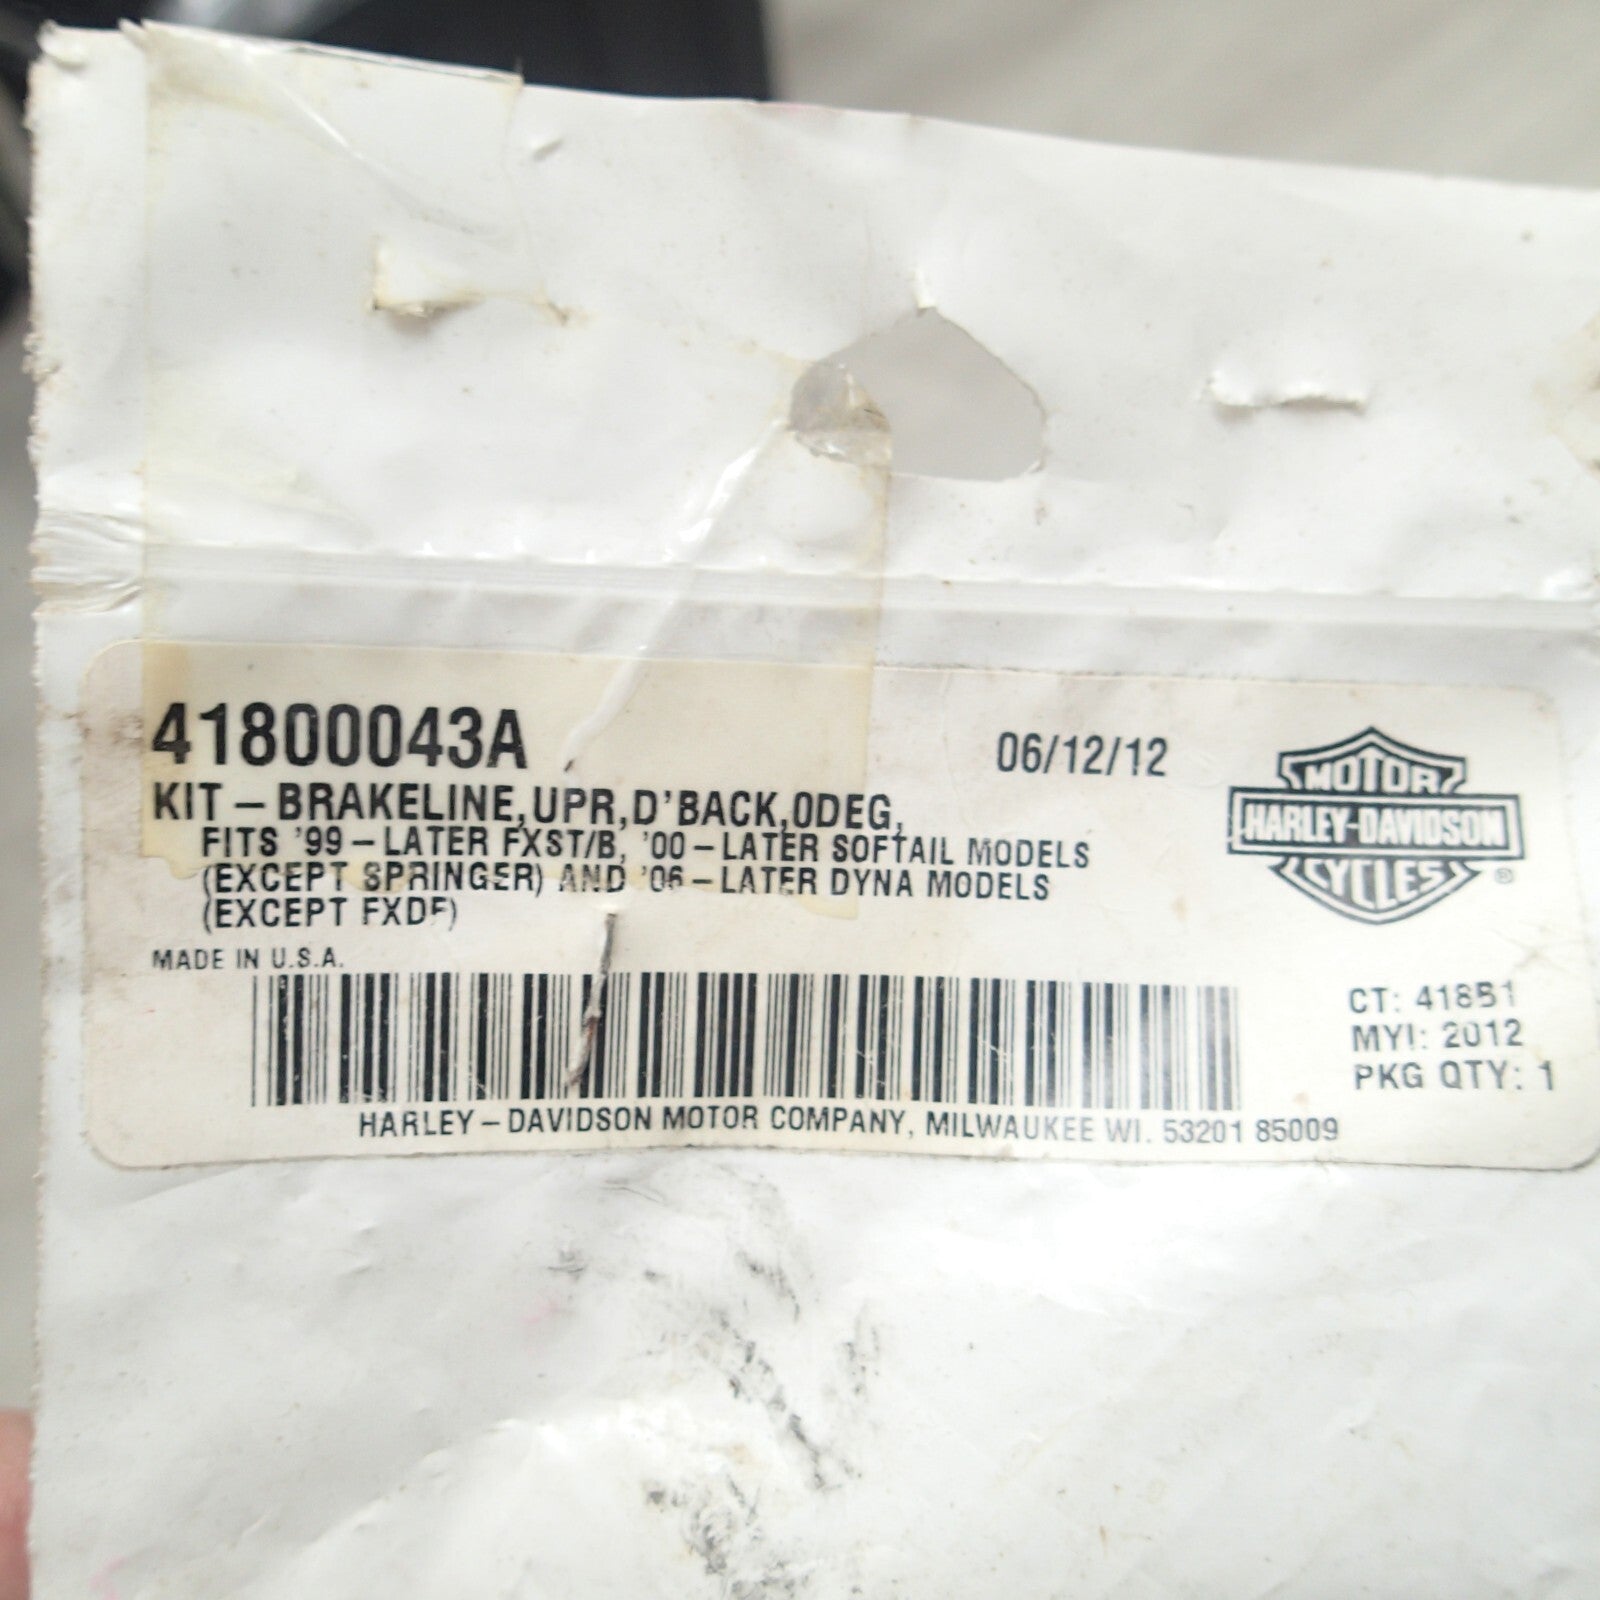 41800043A
06/12/12
KIT – BRAKELINE,UPR,D'BACK,0DEG,
FITS '99 – LATER FXST/B, '00 – LATER SOFTAIL MODELS
(EXCEPT SPRINGER) AND '06 – LATER DYNA MODELS
(EXCEPT FXDF)
MADE IN U.S.A.
MOTOR
HARLEY-DAVIDSON
CYCLES
®
CT: 41851
MYI: 2012
PKG QTY: 1
HARLEY – DAVIDSON MOTOR COMPANY, MILWAUKEE WI. 53201 85009